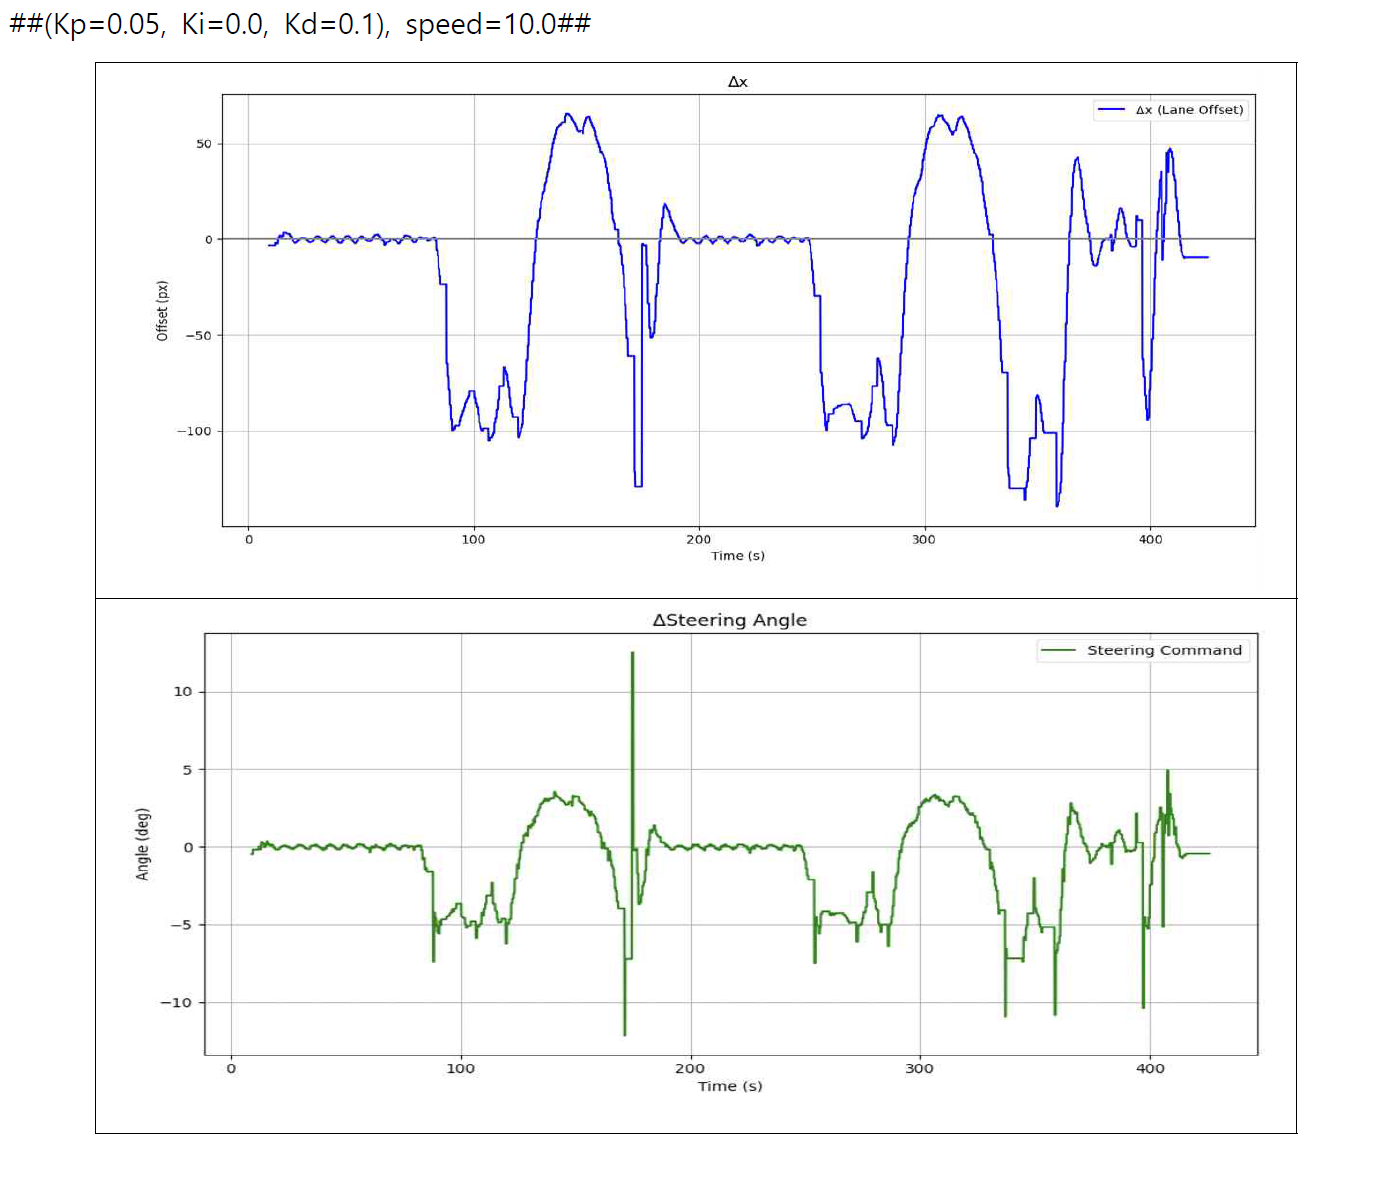 ##(Kp=0.05, Ki=0.0, Kd=0.1), speed=10.0##
Δx
Δx (Lane Offset)
50
0
−50
−100
Offset (px)
0 100 200 300 400
Time (s)
ΔSteering Angle
Steering Command
10
5
0
−5
−10
Angle (deg)
0 100 200 300 400
Time (s)